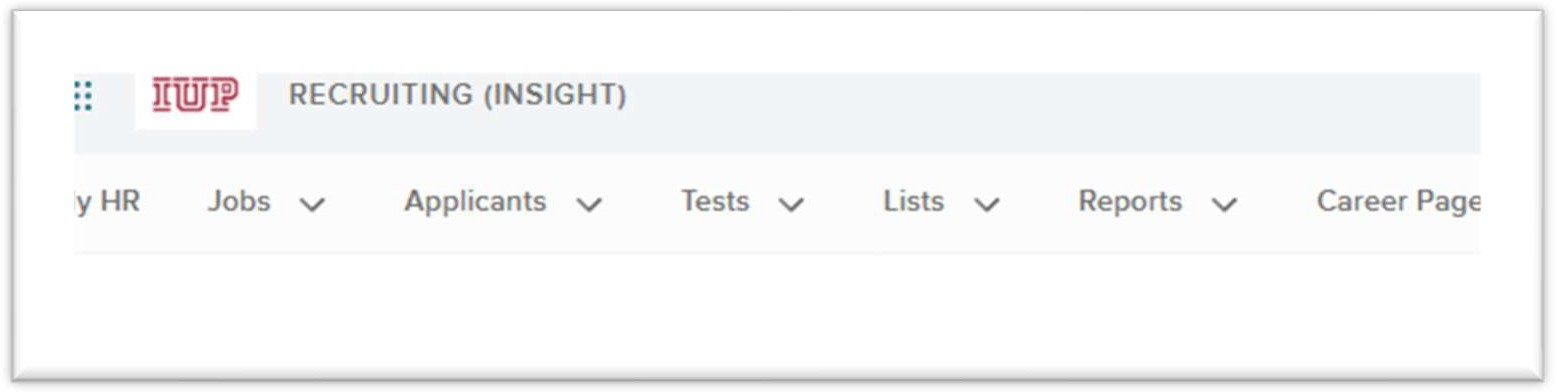 IUP RECRUITING (INSIGHT)
y HR Jobs Applicants Tests Lists Reports Career Page